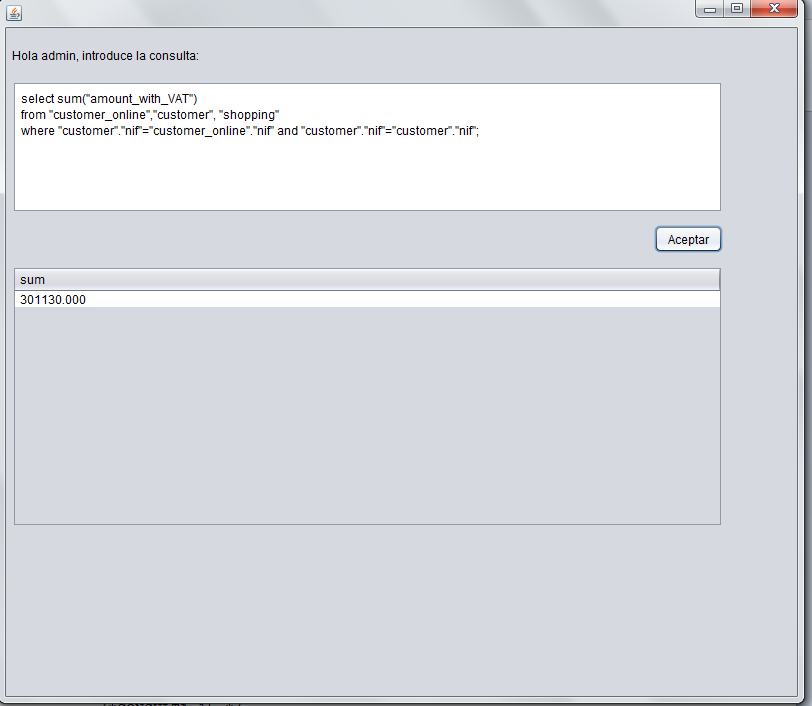 Hola admin, introduce la consulta:
select sum("amount_with_VAT")
from "customer_online","customer", "shopping"
where "customer"."nif"="customer_online"."nif" and "customer"."nif"="customer"."nif";
Aceptar
sum
301130.000